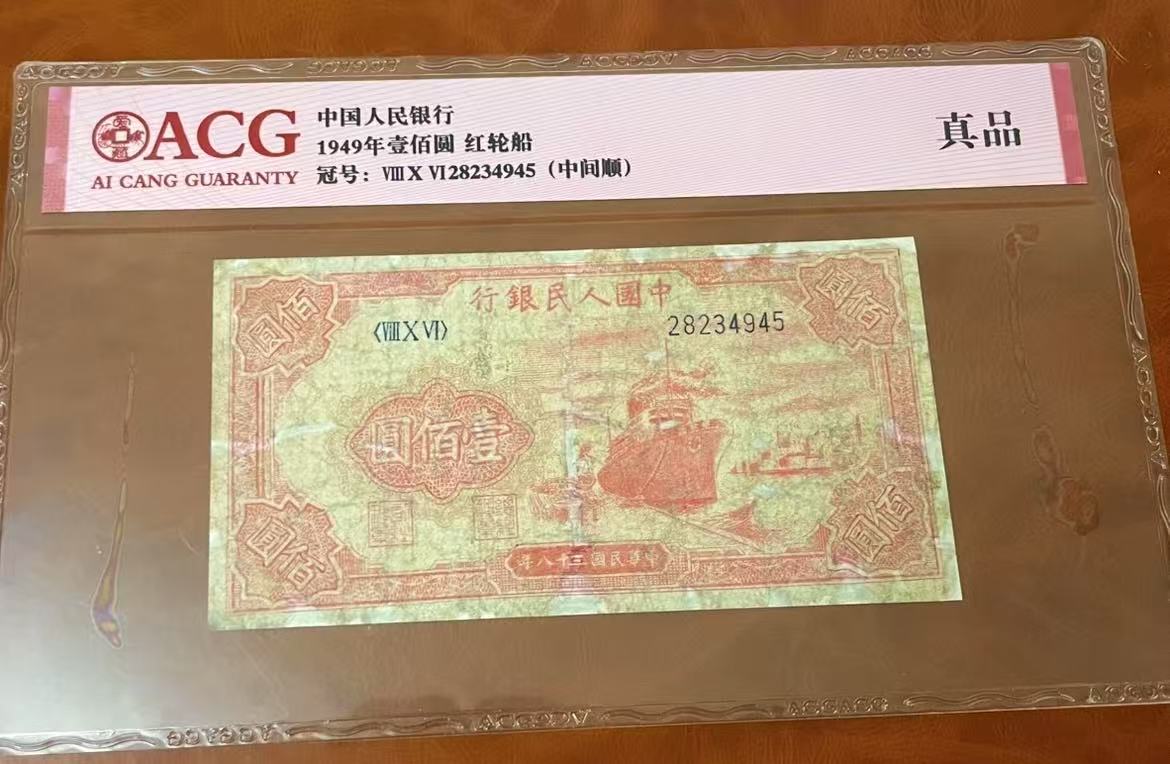 ACG
AI CANG GUARANTY
中国人民银行
1949年壹佰圆 红轮船
冠号：ⅧⅩⅥ28234945（中间顺）
真品
行銀民人國中
〈ⅧⅩⅥ〉
28234945
圓佰
圓佰
圓佰壹
圓佰
圓佰
年八十三國民華中